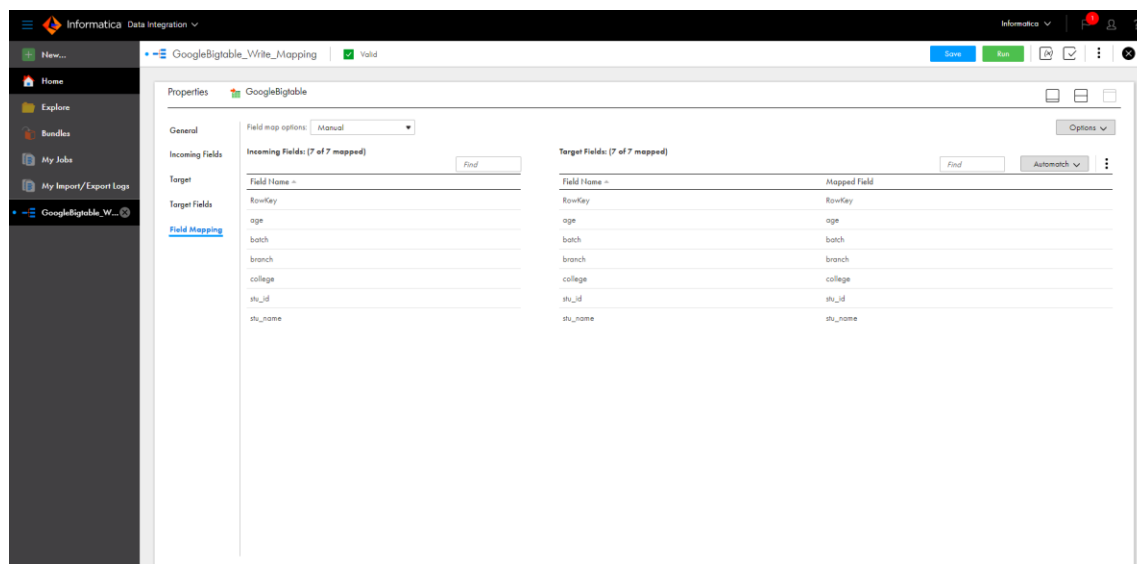 Informatica Data Integration
Informatica
New...
GoogleBigtable_Write_Mapping
Valid
Save
Run
Home
Explore
Bundles
My Jobs
My Import/Export Logs
GoogleBigtable_W...
Properties
GoogleBigtable
General
Incoming Fields
Target
Target Fields
Field Mapping
Field map options: Manual
Options
Incoming Fields: (7 of 7 mapped)
Find
Target Fields: (7 of 7 mapped)
Find
Automatch
Field Name
Field Name Mapped Field
RowKey RowKey RowKey
age age age
batch batch batch
branch branch branch
college college college
stu_id stu_id stu_id
stu_name stu_name stu_name